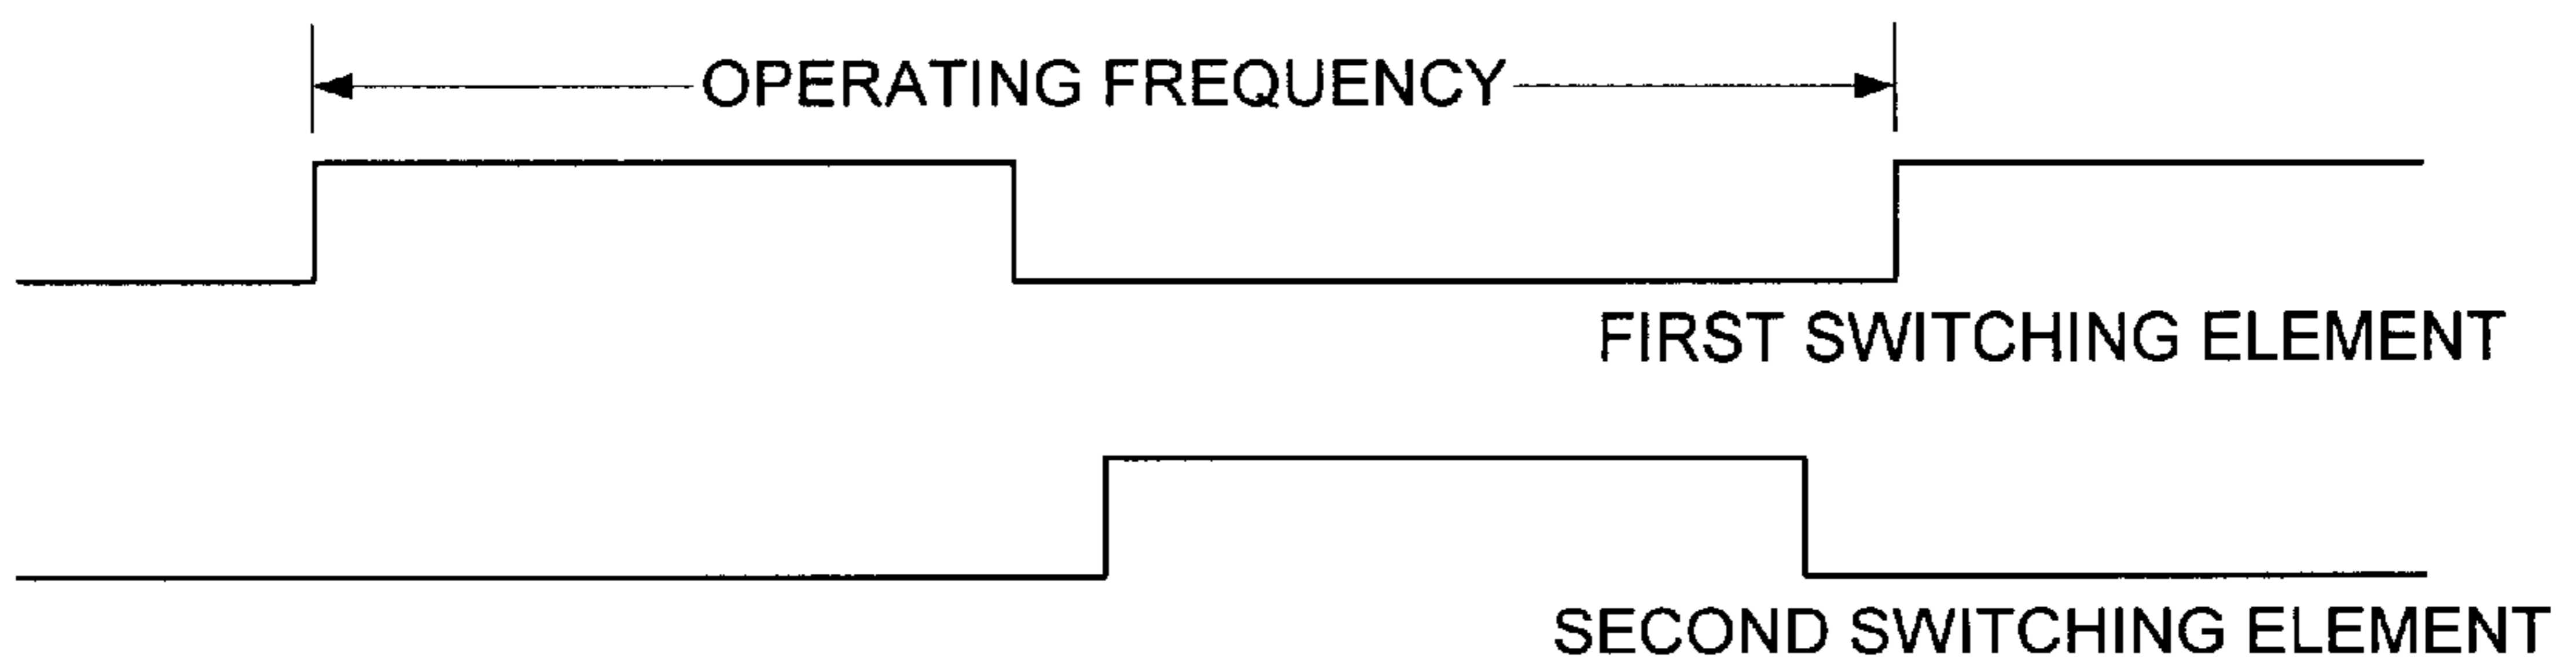 OPERATING FREQUENCY
FIRST SWITCHING ELEMENT
SECOND SWITCHING ELEMENT